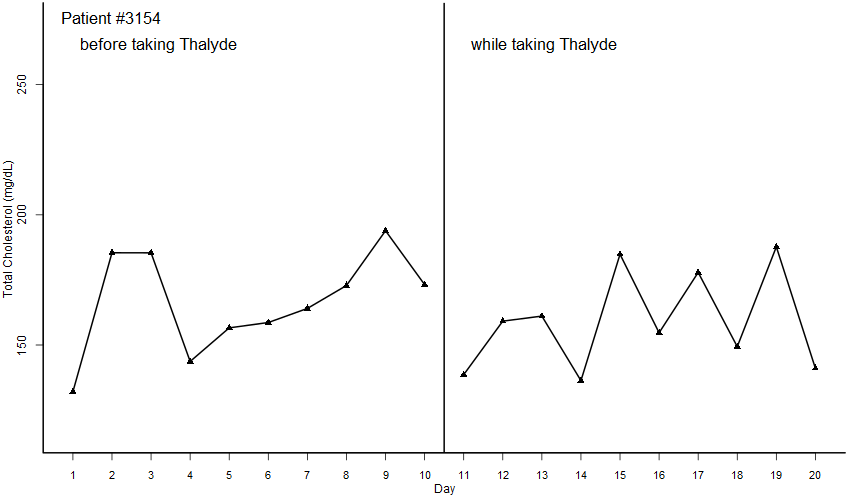 Patient #3154
before taking Thalyde
while taking Thalyde
Total Cholesterol (mg/dL)
250
200
150
1 2 3 4 5 6 7 8 9 10 11 12 13 14 15 16 17 18 19 20
Day